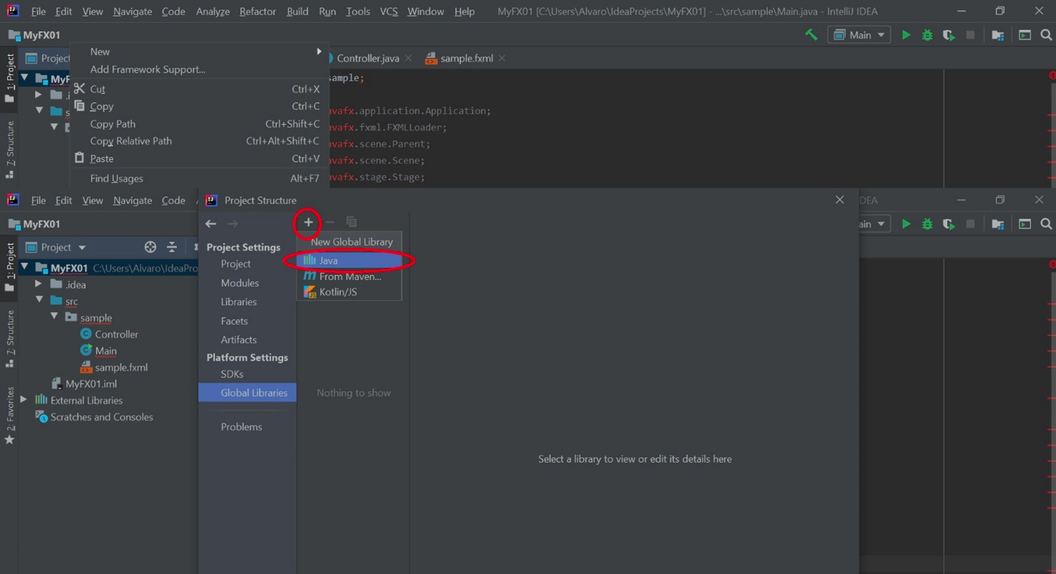 File Edit View Navigate Code Analyze Refactor Build Run Tools VCS Window Help MyFX01 [C:\Users\Alvaro\IdeaProjects\MyFX01] - ...\src\sample\Main.java - IntelliJ IDEA
MyFX01 Main
1: Project
Project
Controller.java
sample.fxml
MyF
New
Add Framework Support...
Cut Ctrl+X
Copy Ctrl+C
Copy Path Ctrl+Shift+C
Copy Relative Path Ctrl+Alt+Shift+C
Paste Ctrl+V
Find Usages Alt+F7
7: Structure
sample;
avafx.application.Application;
avafx.fxml.FXMLLoader;
avafx.scene.Parent;
avafx.scene.Scene;
avafx.stage.Stage;
File Edit View Navigate Code
IDEA
MyFX01
ain
1: Project
Project
MyFX01 C:\Users\Alvaro\IdeaPro
.idea
src
sample
Controller
Main
sample.fxml
MyFX01.iml
External Libraries
Scratches and Consoles
7: Structure
2: Favorites
Project Structure
Project Settings
Project
Modules
Libraries
Facets
Artifacts
Platform Settings
SDKs
Global Libraries
Problems
New Global Library
Java
From Maven...
Kotlin/JS
Nothing to show
Select a library to view or edit its details here